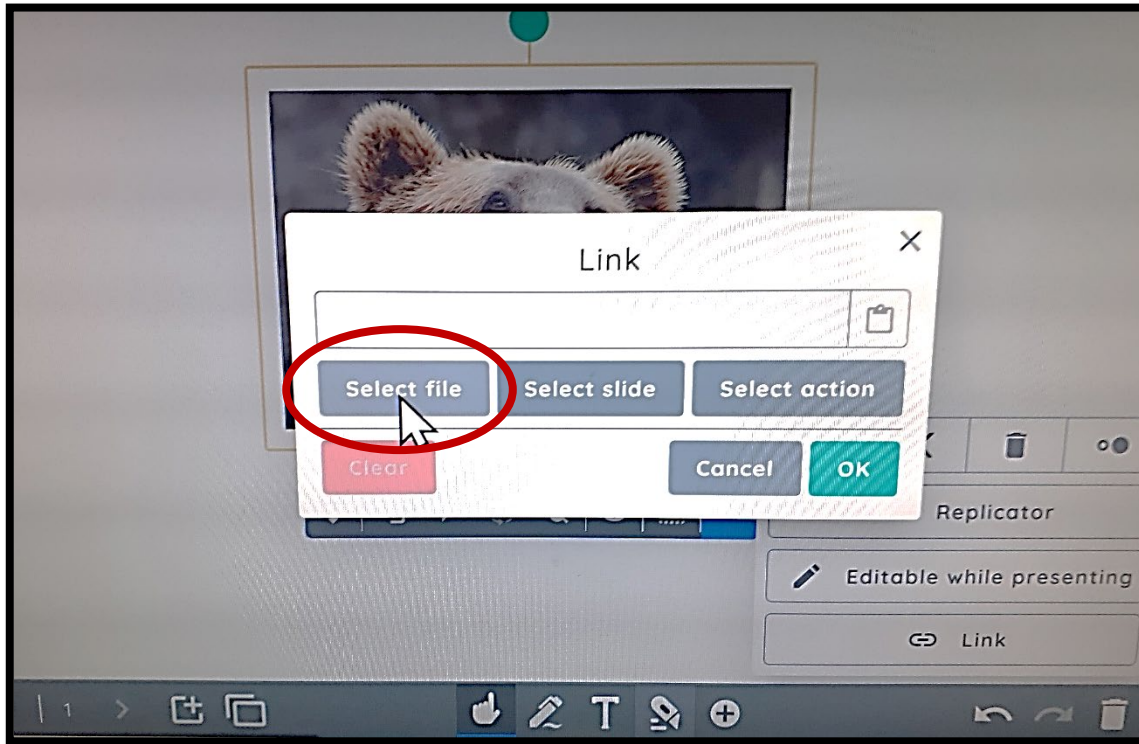 Link
Select file Select slide Select action
Clear Cancel OK
Replicator
Editable while presenting
Link
1